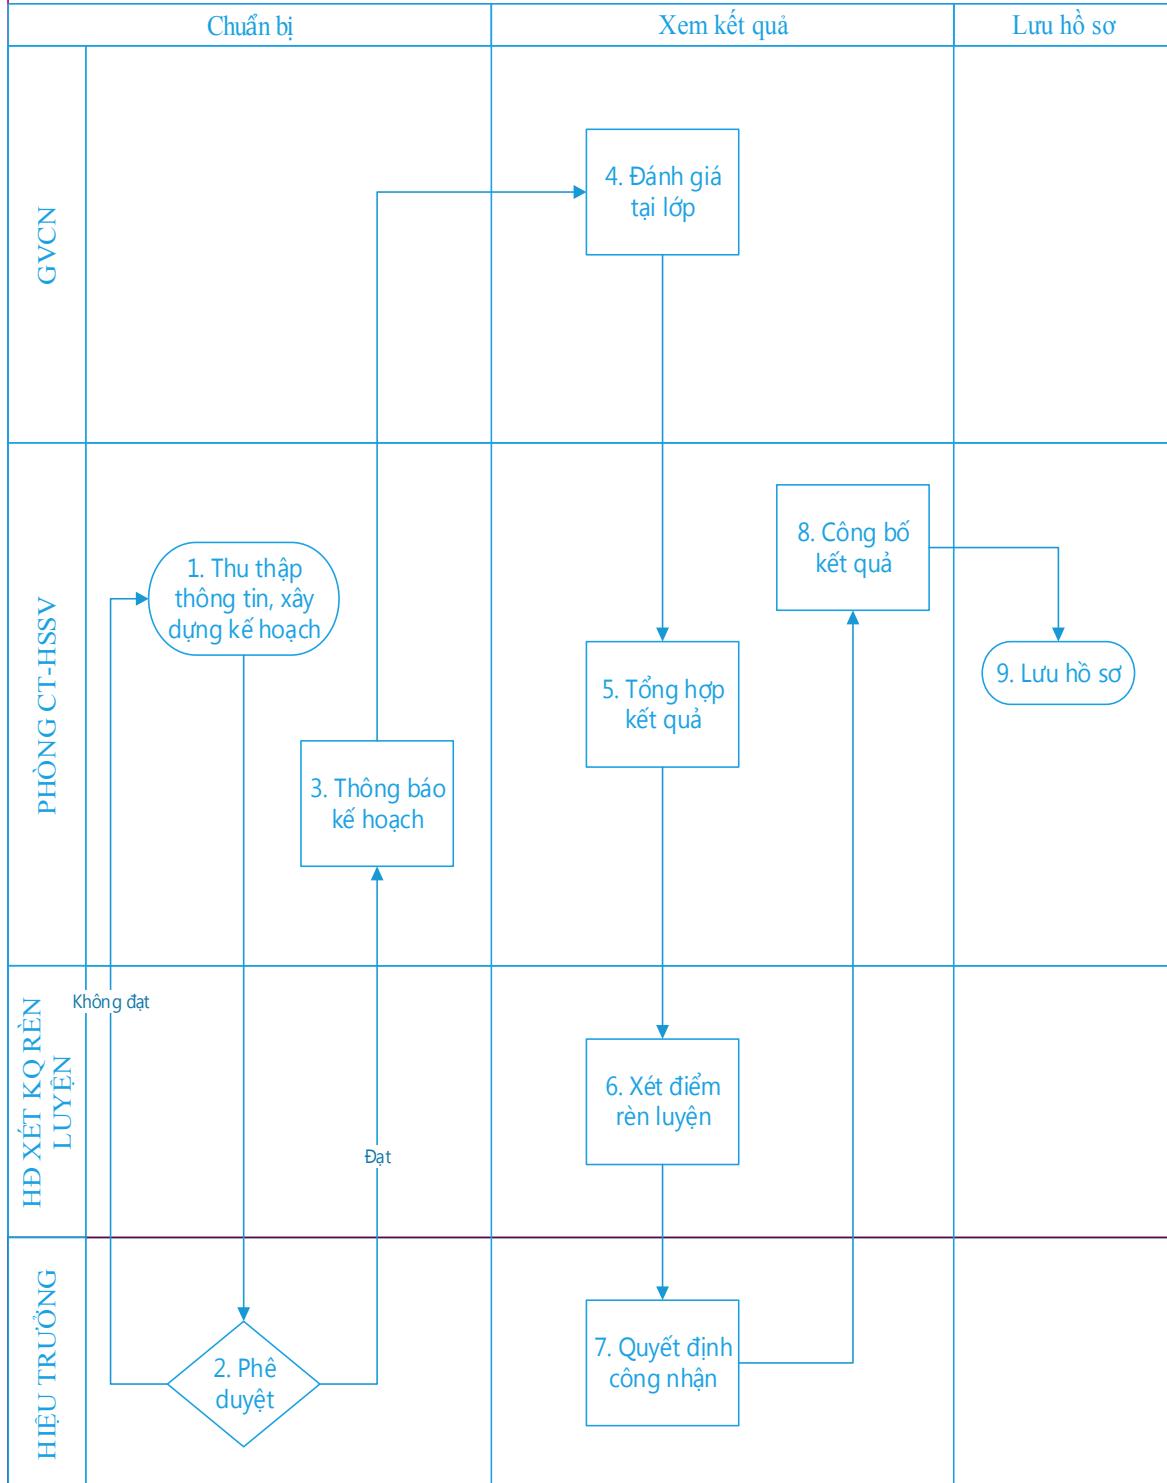 Chuẩn bị
Xem kết quả
Lưu hồ sơ
GVCN
4. Đánh giá
tại lớp
PHÒNG CT-HSSV
1. Thu thập
thông tin, xây
dựng kế hoạch
3. Thông báo
kế hoạch
5. Tổng hợp
kết quả
8. Công bố
kết quả
9. Lưu hồ sơ
HĐ XÉT KQ RÈN
LUYỆN
Không đạt
Đạt
6. Xét điểm
rèn luyện
HIỆU TRƯỞNG
2. Phê
duyệt
7. Quyết định
công nhận